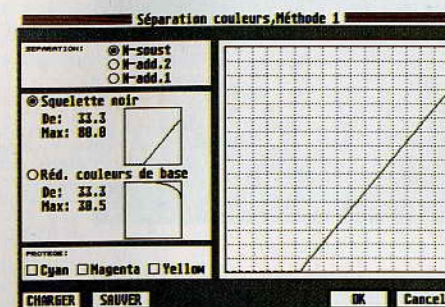 Séparation couleurs,Méthode 1
SEPARATION:
N-soust
N-add.2
N-add.1
Squelette noir
De: 33.3
Max: 80.0
Réd. couleurs de base
De: 33.3
Max: 30.5
PROTEGE:
Cyan Magenta Yellow
CHARGER SAUVER OK Cancel